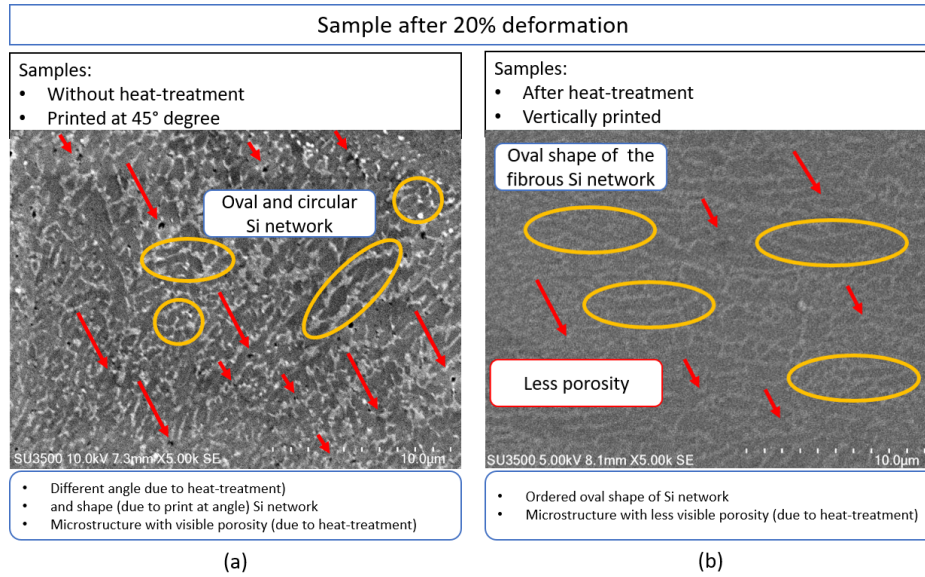 Sample after 20% deformation
Samples:
• Without heat-treatment
• Printed at 45° degree
Oval and circular
Si network
SU3500 10.0kV 7.3mm X5.00k SE
10.0μm
• Different angle due to heat-treatment)
• and shape (due to print at angle) Si network
• Microstructure with visible porosity (due to heat-treatment)
(a)
Samples:
• After heat-treatment
• Vertically printed
Oval shape of the
fibrous Si network
Less porosity
SU3500 5.00kV 8.1mm X5.00k SE
10.0μm
• Ordered oval shape of Si network
• Microstructure with less visible porosity (due to heat-treatment)
(b)